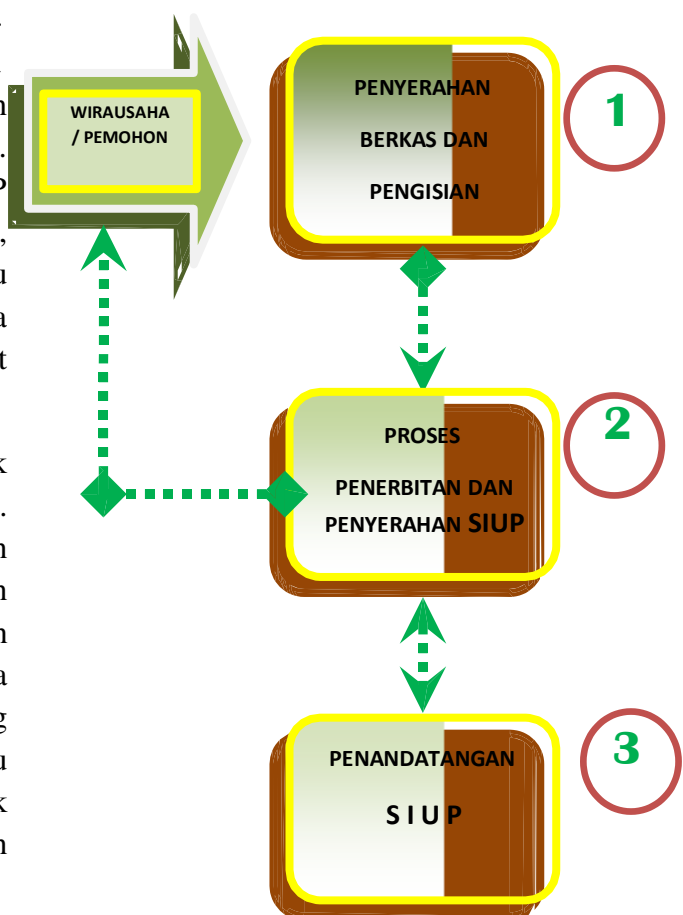 WIRAUSAHA
/ PEMOHON
PENYERAHAN
BERKAS DAN
PENGISIAN
1
PROSES
PENERBITAN DAN
PENYERAHAN SIUP
2
PENANDATANGAN
S I U P
3